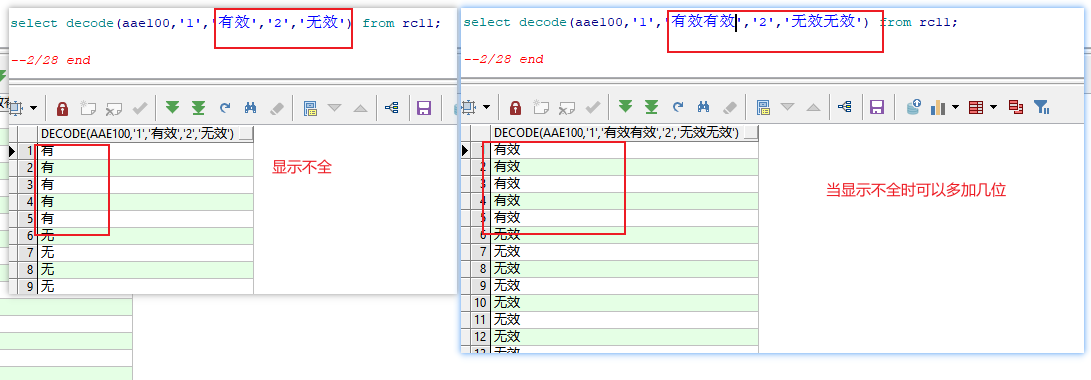 select decode(aae100,'1','有效','2','无效') from rc11;
--2/28 end
DECODE(AAE100,'1','有效','2','无效')
1 有
2 有
3 有
4 有
5 有
6 无
7 无
8 无
9 无
显示不全
select decode(aae100,'1','有效有效','2','无效无效') from rc11;
--2/28 end
DECODE(AAE100,'1','有效有效','2','无效无效')
1 有效
2 有效
3 有效
4 有效
5 有效
6 无效
7 无效
8 无效
9 无效
10 无效
11 无效
12 无效
13 无效
当显示不全时可以多加几位